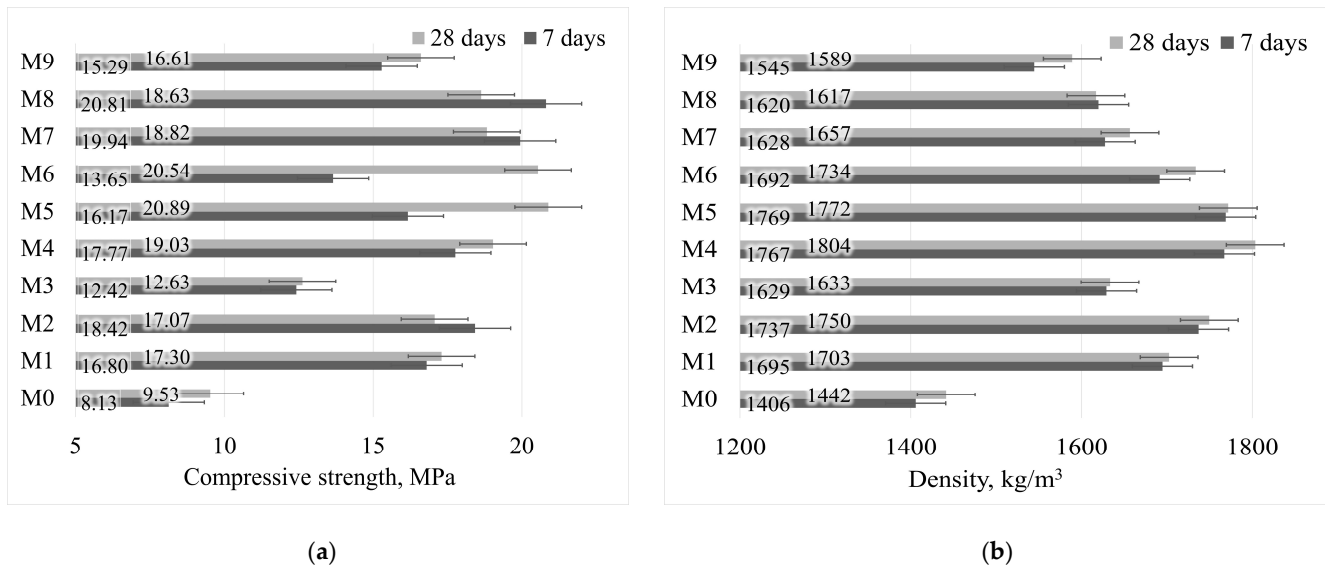 28 days 7 days
M9 16.61 15.29
M8 18.63 20.81
M7 18.82 19.94
M6 20.54 13.65
M5 20.89 16.17
M4 19.03 17.77
M3 12.63 12.42
M2 17.07 18.42
M1 17.30 16.80
M0 9.53 8.13
5 10 15 20
Compressive strength, MPa
(a)
28 days 7 days
M9 1589 1545
M8 1617 1620
M7 1657 1628
M6 1734 1692
M5 1772 1769
M4 1804 1767
M3 1633 1629
M2 1750 1737
M1 1703 1695
M0 1442 1406
1200 1400 1600 1800
Density, kg/m³
(b)